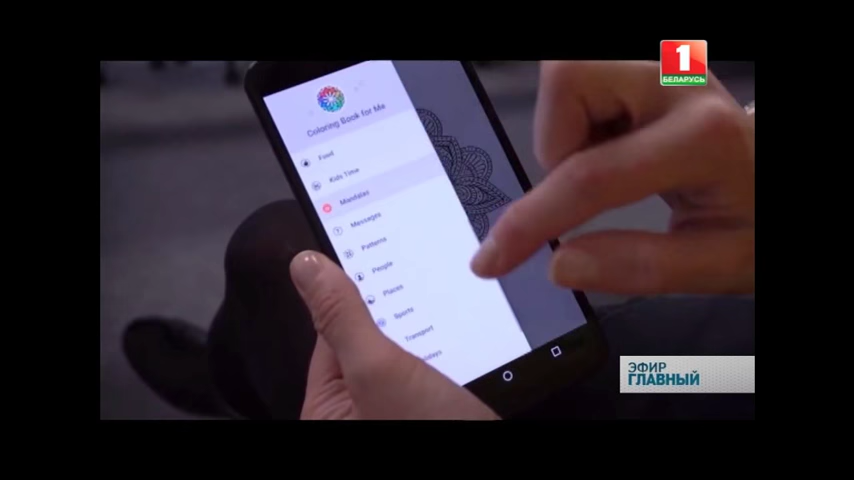 1
БЕЛАРУСЬ
Coloring Book for Me
Food
Kids Time
Mandalas
Messages
Patterns
People
Places
Sports
Transport
ЭФИР
ГЛАВНЫЙ